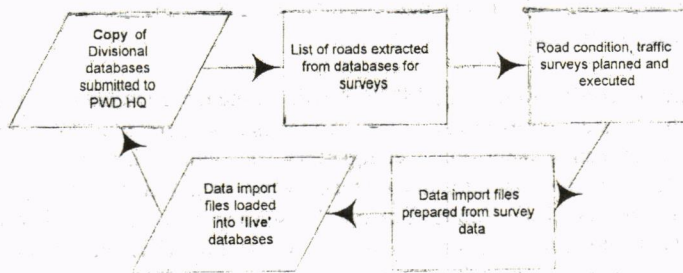 Copy of
Divisional
databases
submitted to
PWD HQ
List of roads extracted
from databases for
surveys
Road condition, traffic
surveys planned and
executed
Data import
files loaded
into 'live'
databases
Data import files
prepared from survey
data